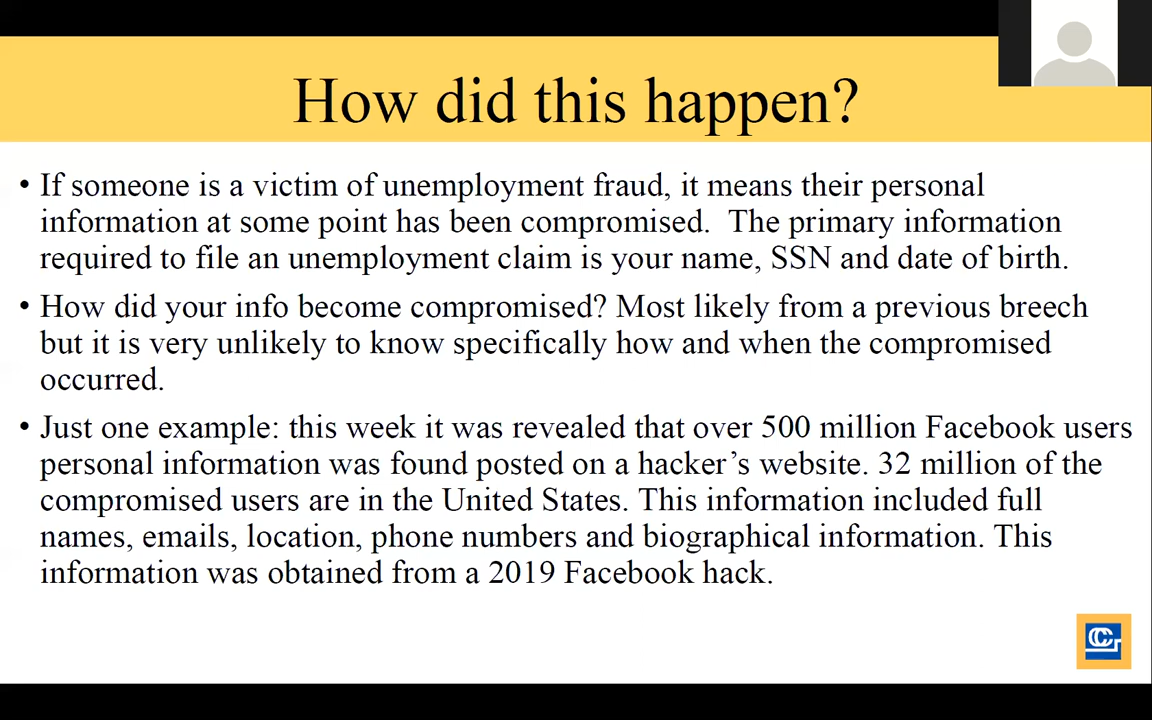 How did this happen?
• If someone is a victim of unemployment fraud, it means their personal
information at some point has been compromised.  The primary information
required to file an unemployment claim is your name, SSN and date of birth.
• How did your info become compromised? Most likely from a previous breech
but it is very unlikely to know specifically how and when the compromised
occurred.
• Just one example: this week it was revealed that over 500 million Facebook users
personal information was found posted on a hacker’s website. 32 million of the
compromised users are in the United States. This information included full
names, emails, location, phone numbers and biographical information. This
information was obtained from a 2019 Facebook hack.